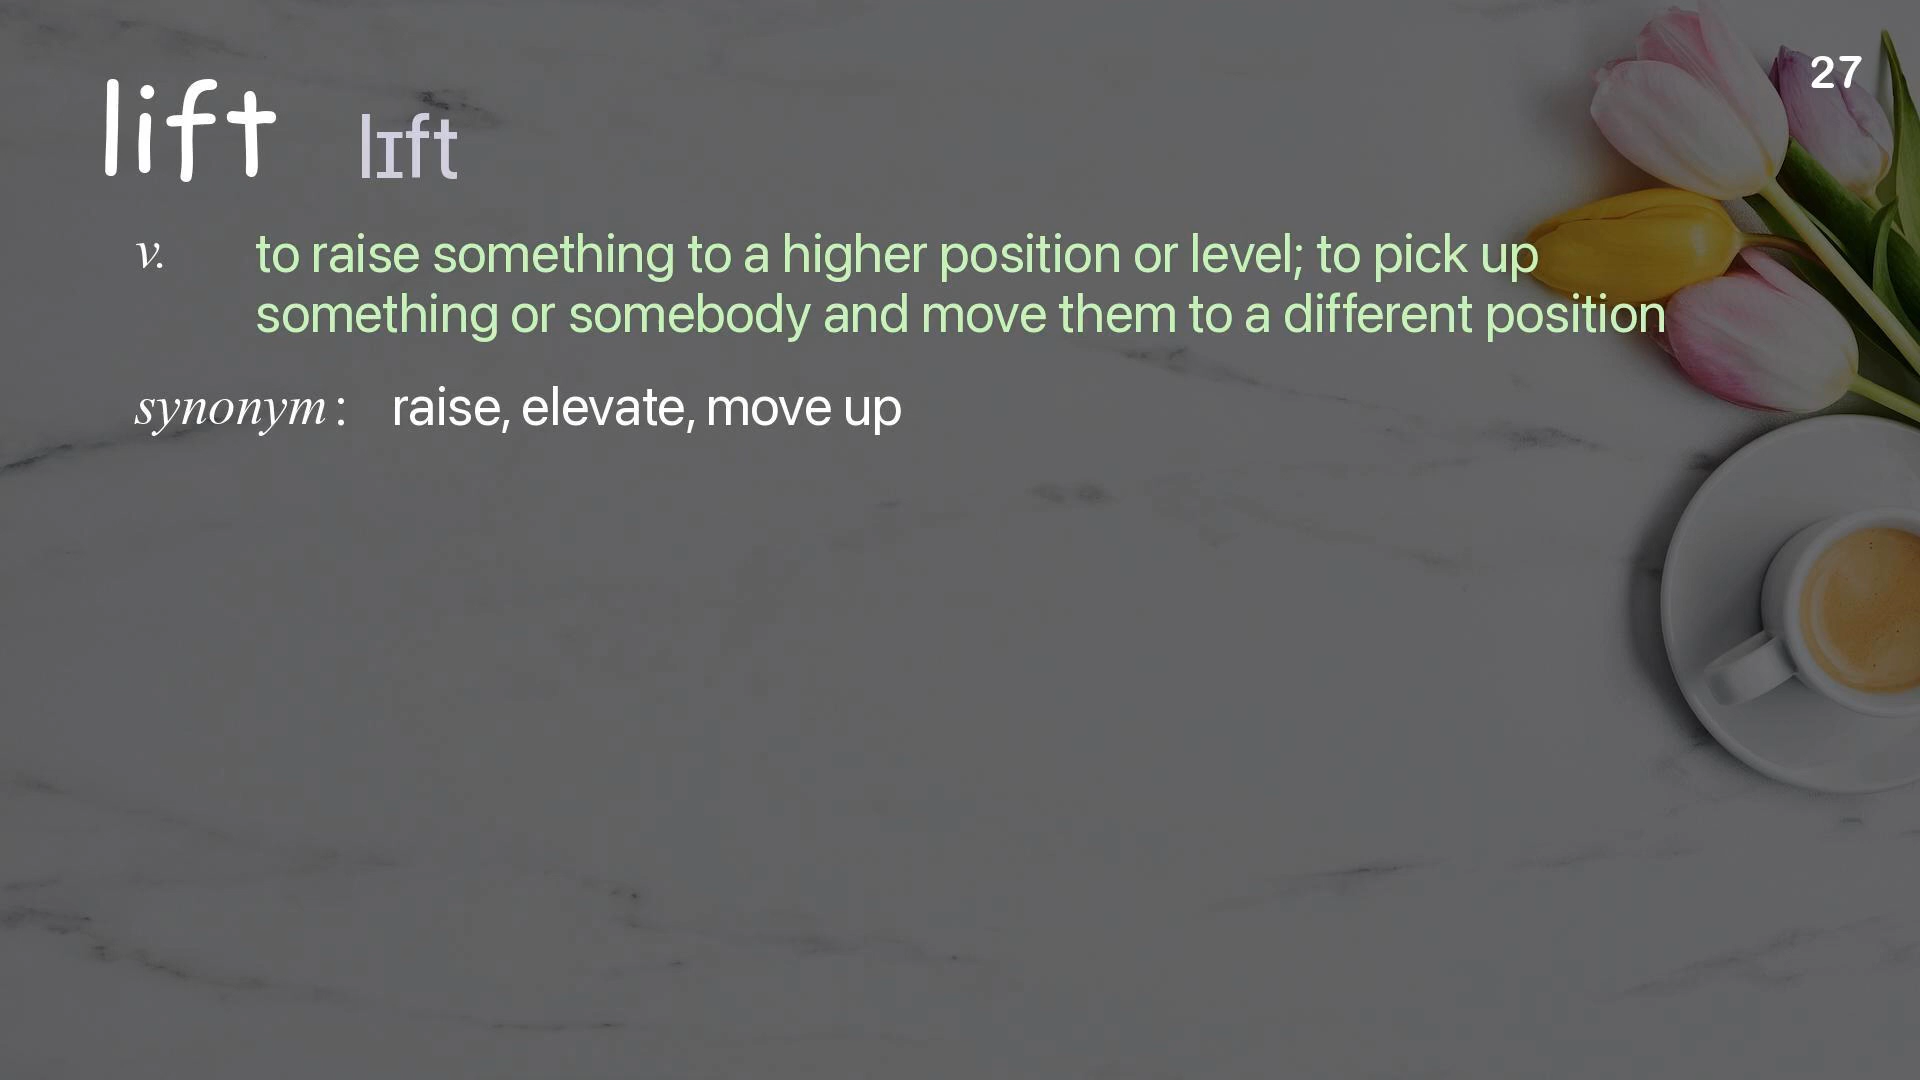 27
lift lɪft
v. to raise something to a higher position or level; to pick up
something or somebody and move them to a different position
synonym: raise, elevate, move up